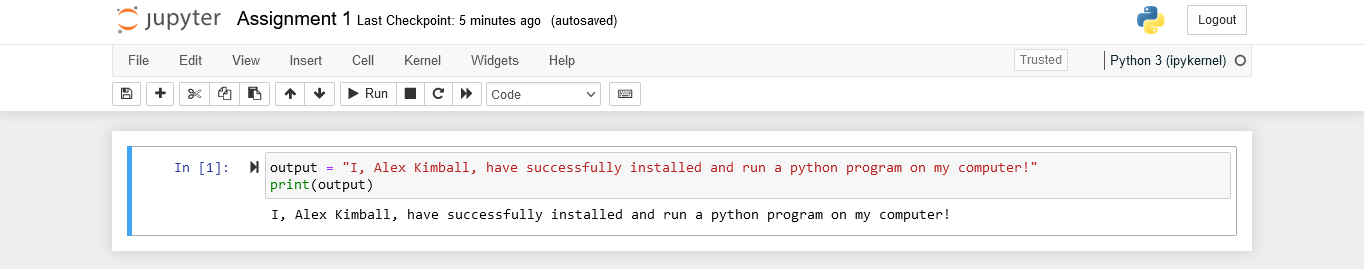 jupyter Assignment 1 Last Checkpoint: 5 minutes ago (autosaved) Logout
File Edit View Insert Cell Kernel Widgets Help Trusted Python 3 (ipykernel)
Run Code
In [1]: output = "I, Alex Kimball, have successfully installed and run a python program on my computer!"
print(output)
I, Alex Kimball, have successfully installed and run a python program on my computer!